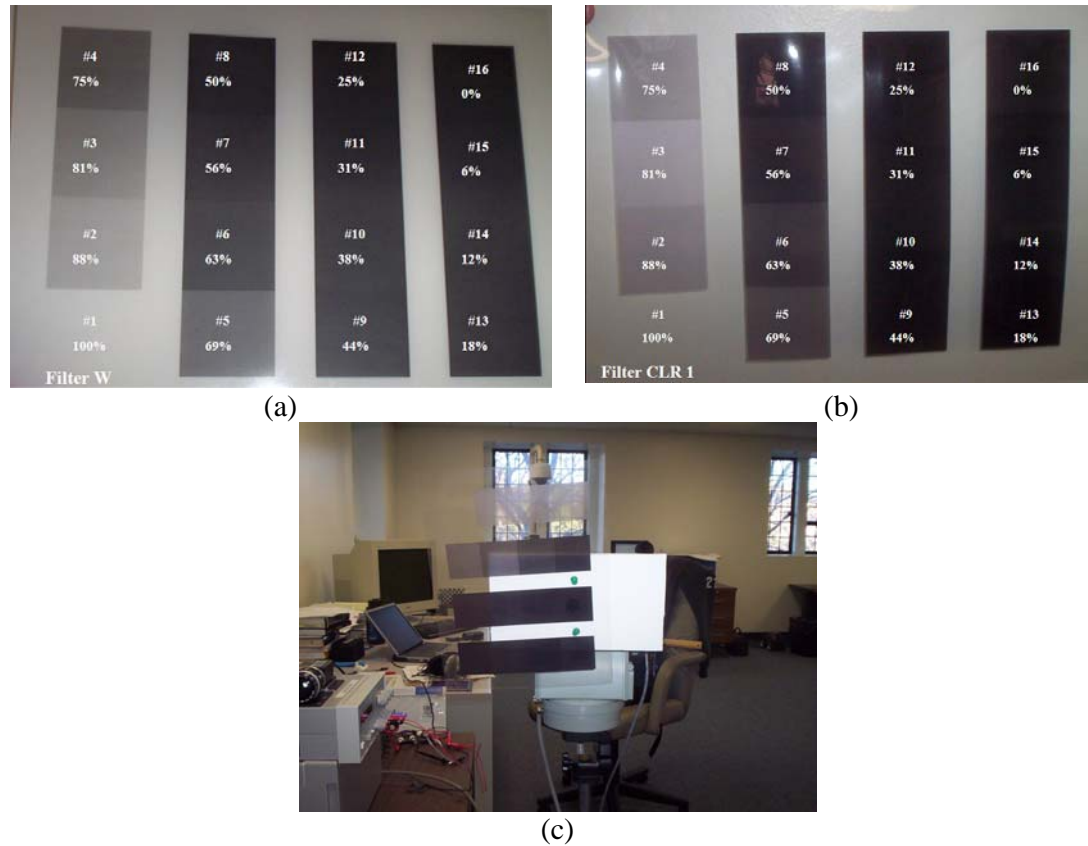 #4 #8 #12 #16
75% 50% 25% 0%
#3 #7 #11 #15
81% 56% 31% 6%
#2 #6 #10 #14
88% 63% 38% 12%
#1 #5 #9 #13
100% 69% 44% 18%
Filter W
(a)
#4 #8 #12 #16
75% 50% 25% 0%
#3 #7 #11 #15
81% 56% 31% 6%
#2 #6 #10 #14
88% 63% 38% 12%
#1 #5 #9 #13
100% 69% 44% 18%
Filter CLR 1
(b)
(c)